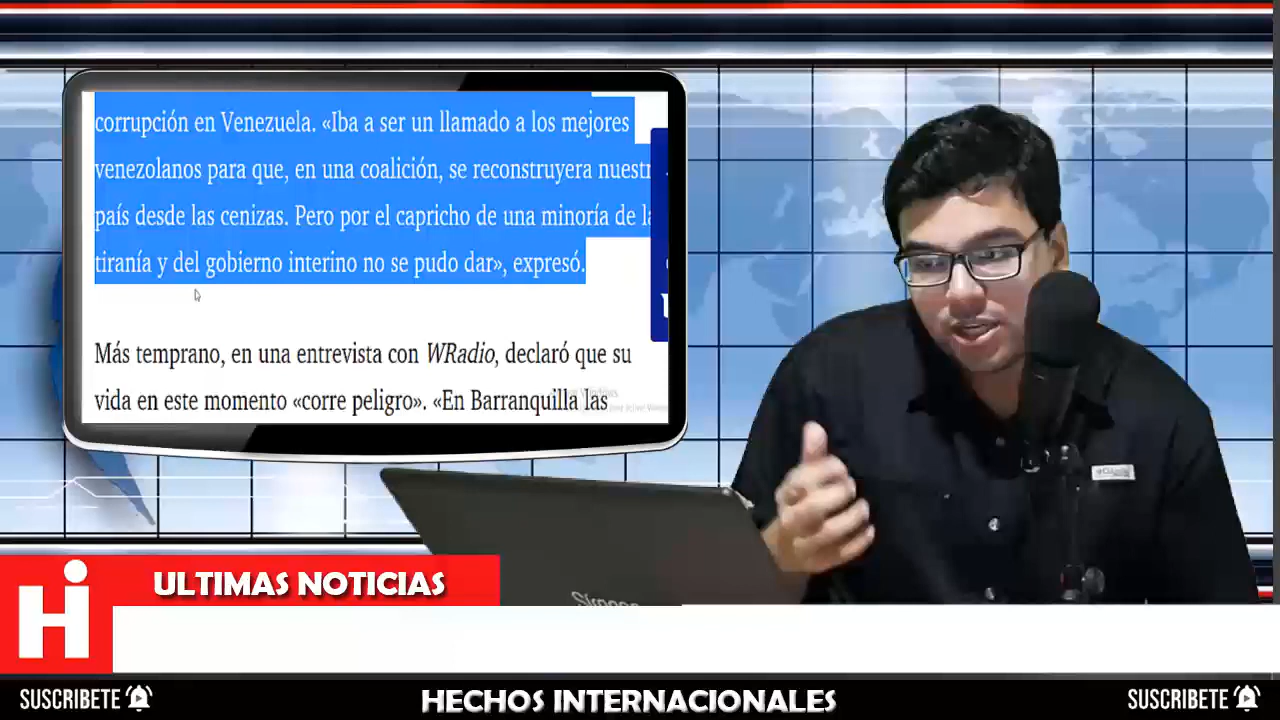 corrupción en Venezuela. «Iba a ser un llamado a los mejores
venezolanos para que, en una coalición, se reconstruyera nuestr
país desde las cenizas. Pero por el capricho de una minoría de la
tiranía y del gobierno interino no se pudo dar», expresó.
Más temprano, en una entrevista con WRadio, declaró que su
vida en este momento «corre peligro». «En Barranquilla las
Hi
ULTIMAS NOTICIAS
SUSCRIBETE
HECHOS INTERNACIONALES
SUSCRIBETE